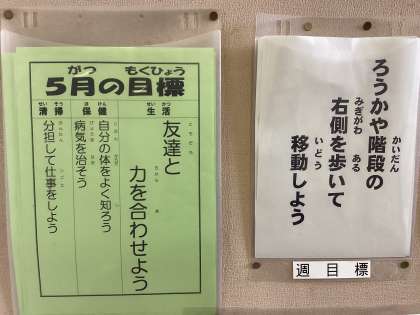 5月の目標
生活
友達と
力を合わせよう
保健
自分の体をよく知ろう
病気を治そう
清掃
分担して仕事をしよう
ろうかや階段の
右側を歩いて
移動しよう
週目標